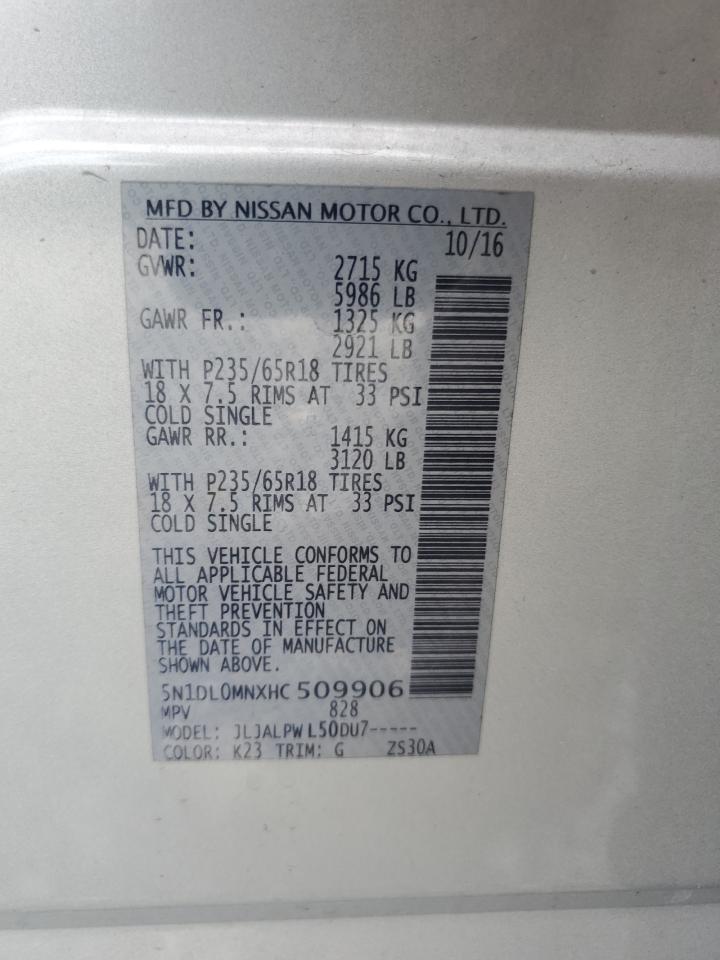 MFD BY NISSAN MOTOR CO., LTD.
DATE: 10/16
GVWR: 2715 KG
5986 LB
GAWR FR.: 1325 KG
2921 LB
WITH P235/65R18 TIRES
18 X 7.5 RIMS AT 33 PSI
COLD SINGLE
GAWR RR.: 1415 KG
3120 LB
WITH P235/65R18 TIRES
18 X 7.5 RIMS AT 33 PSI
COLD SINGLE
THIS VEHICLE CONFORMS TO
ALL APPLICABLE FEDERAL
MOTOR VEHICLE SAFETY AND
THEFT PREVENTION
STANDARDS IN EFFECT ON
THE DATE OF MANUFACTURE
SHOWN ABOVE.
5N1DL0MNXHC 509906
MPV 828
MODEL: JLJALPW L50DU7-----
COLOR: K23 TRIM: G ZS30A